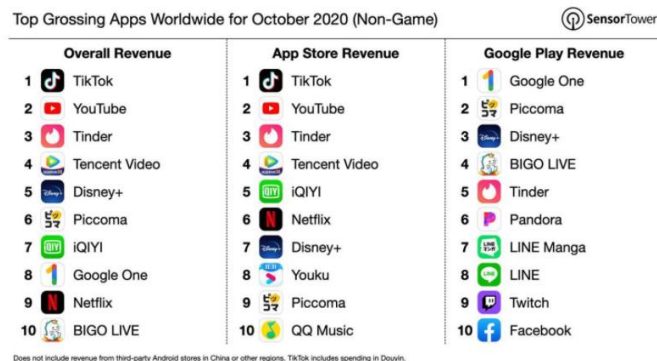 Top Grossing Apps Worldwide for October 2020 (Non-Game)
SensorTower
Overall Revenue
1 TikTok
2 YouTube
3 Tinder
4 Tencent Video
5 Disney+
6 Piccoma
7 iQIYI
8 Google One
9 Netflix
10 BIGO LIVE
App Store Revenue
1 TikTok
2 YouTube
3 Tinder
4 Tencent Video
5 iQIYI
6 Netflix
7 Disney+
8 Youku
9 Piccoma
10 QQ Music
Google Play Revenue
1 Google One
2 Piccoma
3 Disney+
4 BIGO LIVE
5 Tinder
6 Pandora
7 LINE Manga
8 LINE
9 Twitch
10 Facebook
Does not include revenue from third-party Android stores in China or other regions. TikTok includes spending in Douyin.